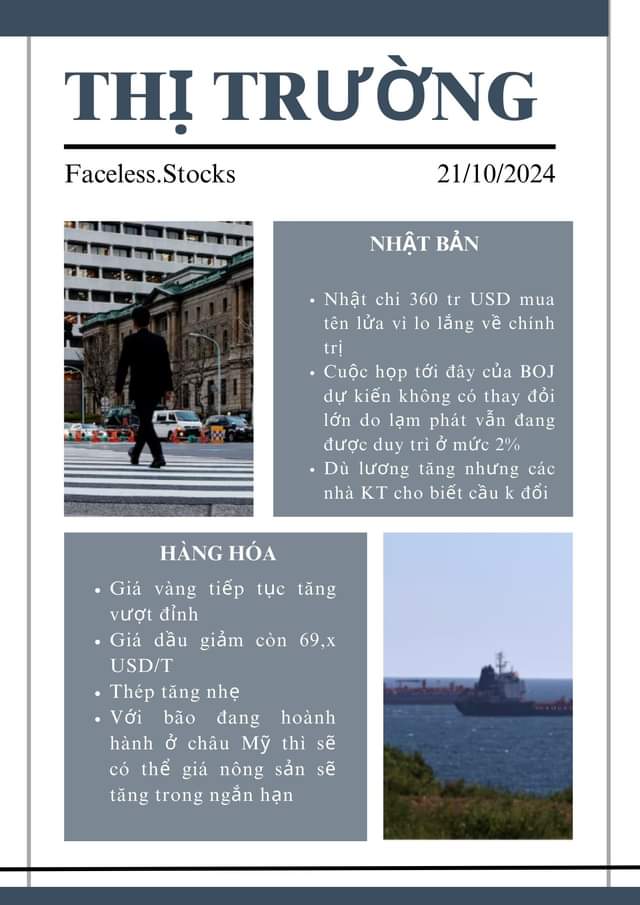 THỊ TRƯỜNG
Faceless.Stocks
21/10/2024
NHẬT BẢN
• Nhật chi 360 tr USD mua
tên lửa vì lo lắng về chính
trị
• Cuộc họp tới đây của BOJ
dự kiến không có thay đổi
lớn do lạm phát vẫn đang
được duy trì ở mức 2%
• Dù lương tăng nhưng các
nhà KT cho biết cầu k đổi
HÀNG HÓA
• Giá vàng tiếp tục tăng
vượt đỉnh
• Giá dầu giảm còn 69,x
USD/T
• Thép tăng nhẹ
• Với bão đang hoành
hành ở châu Mỹ thì sẽ
có thể giá nông sản sẽ
tăng trong ngắn hạn